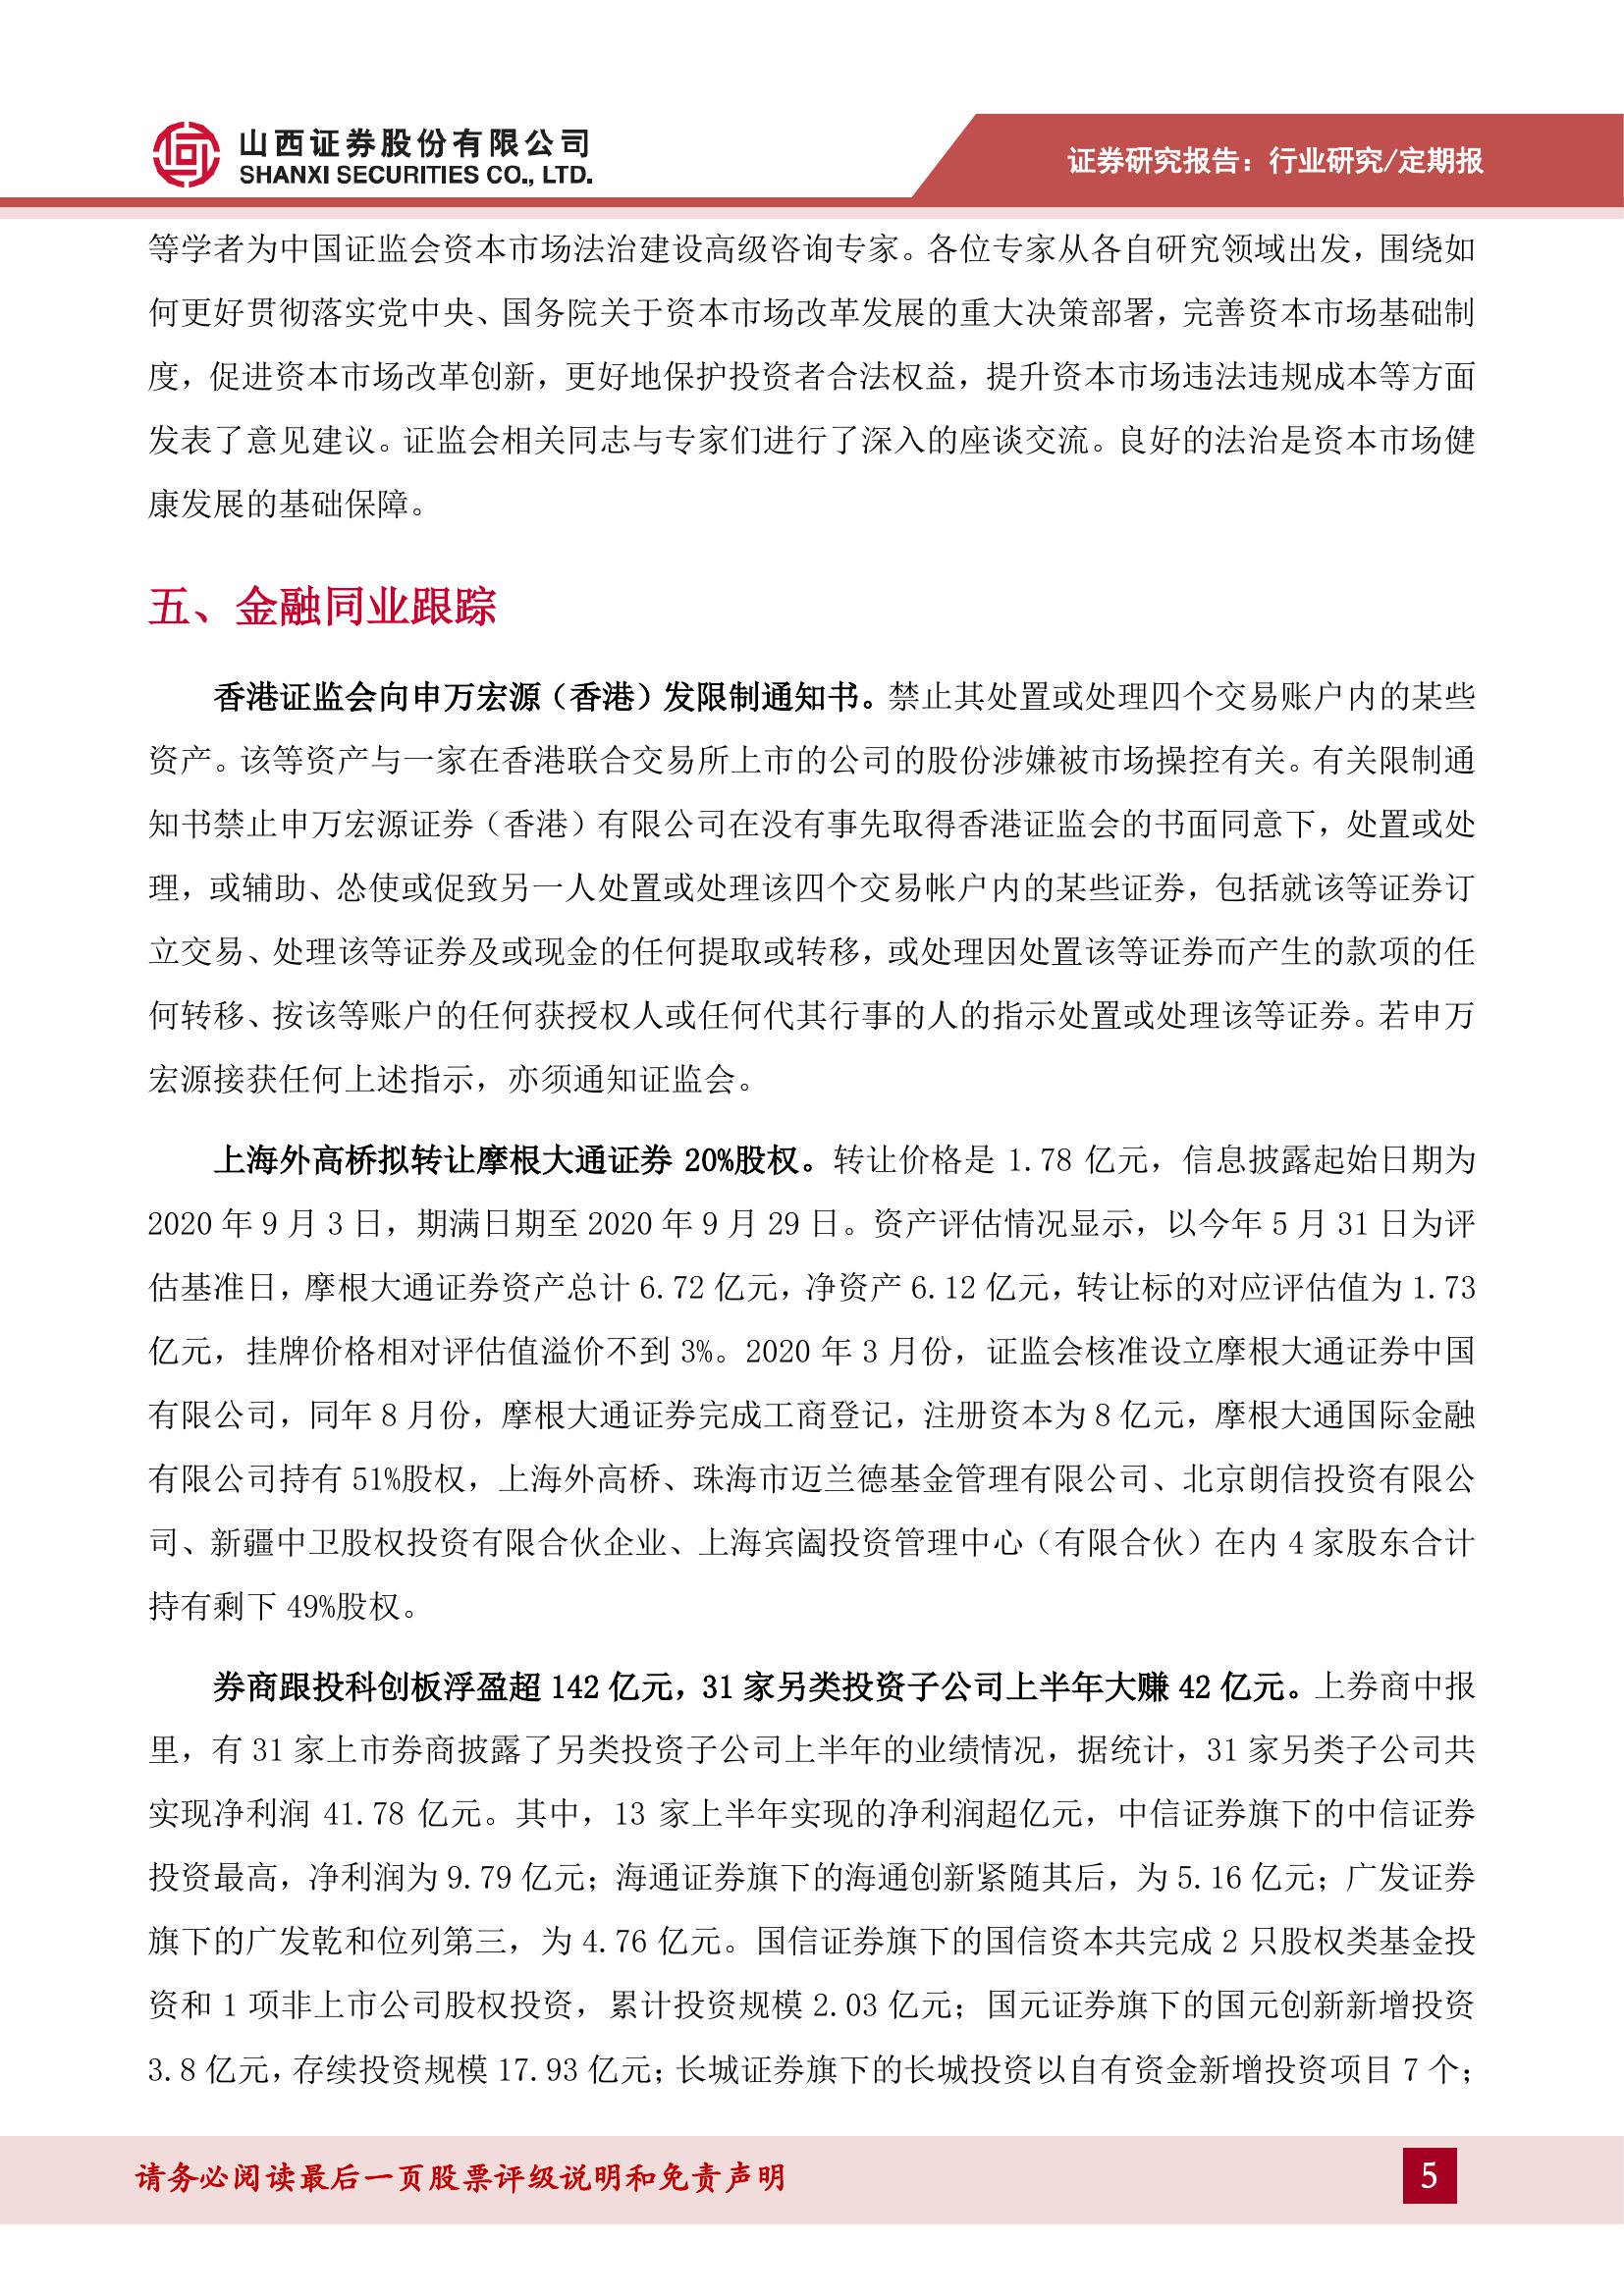 山西证券股份有限公司
SHANXI SECURITIES CO., LTD.
证券研究报告：行业研究/定期报
等学者为中国证监会资本市场法治建设高级咨询专家。各位专家从各自研究领域出发，围绕如
何更好贯彻落实党中央、国务院关于资本市场改革发展的重大决策部署，完善资本市场基础制
度，促进资本市场改革创新，更好地保护投资者合法权益，提升资本市场违法违规成本等方面
发表了意见建议。证监会相关同志与专家们进行了深入的座谈交流。良好的法治是资本市场健
康发展的基础保障。
五、金融同业跟踪
香港证监会向申万宏源（香港）发限制通知书。禁止其处置或处理四个交易账户内的某些
资产。该等资产与一家在香港联合交易所上市的公司的股份涉嫌被市场操控有关。有关限制通
知书禁止申万宏源证券（香港）有限公司在没有事先取得香港证监会的书面同意下，处置或处
理，或辅助、怂使或促致另一人处置或处理该四个交易帐户内的某些证券，包括就该等证券订
立交易、处理该等证券及或现金的任何提取或转移，或处理因处置该等证券而产生的款项的任
何转移、按该等账户的任何获授权人或任何代其行事的人的指示处置或处理该等证券。若申万
宏源接获任何上述指示，亦须通知证监会。
上海外高桥拟转让摩根大通证券 20%股权。转让价格是 1.78 亿元，信息披露起始日期为
2020 年 9 月 3 日，期满日期至 2020 年 9 月 29 日。资产评估情况显示，以今年 5 月 31 日为评
估基准日，摩根大通证券资产总计 6.72 亿元，净资产 6.12 亿元，转让标的对应评估值为 1.73
亿元，挂牌价格相对评估值溢价不到 3%。2020 年 3 月份，证监会核准设立摩根大通证券中国
有限公司，同年 8 月份，摩根大通证券完成工商登记，注册资本为 8 亿元，摩根大通国际金融
有限公司持有 51%股权，上海外高桥、珠海市迈兰德基金管理有限公司、北京朗信投资有限公
司、新疆中卫股权投资有限合伙企业、上海宾阖投资管理中心（有限合伙）在内 4 家股东合计
持有剩下 49%股权。
券商跟投科创板浮盈超 142 亿元，31 家另类投资子公司上半年大赚 42 亿元。上券商中报
里，有 31 家上市券商披露了另类投资子公司上半年的业绩情况，据统计，31 家另类子公司共
实现净利润 41.78 亿元。其中，13 家上半年实现的净利润超亿元，中信证券旗下的中信证券
投资最高，净利润为 9.79 亿元；海通证券旗下的海通创新紧随其后，为 5.16 亿元；广发证券
旗下的广发乾和位列第三，为 4.76 亿元。国信证券旗下的国信资本共完成 2 只股权类基金投
资和 1 项非上市公司股权投资，累计投资规模 2.03 亿元；国元证券旗下的国元创新新增投资
3.8 亿元，存续投资规模 17.93 亿元；长城证券旗下的长城投资以自有资金新增投资项目 7 个；
请务必阅读最后一页股票评级说明和免责声明
5